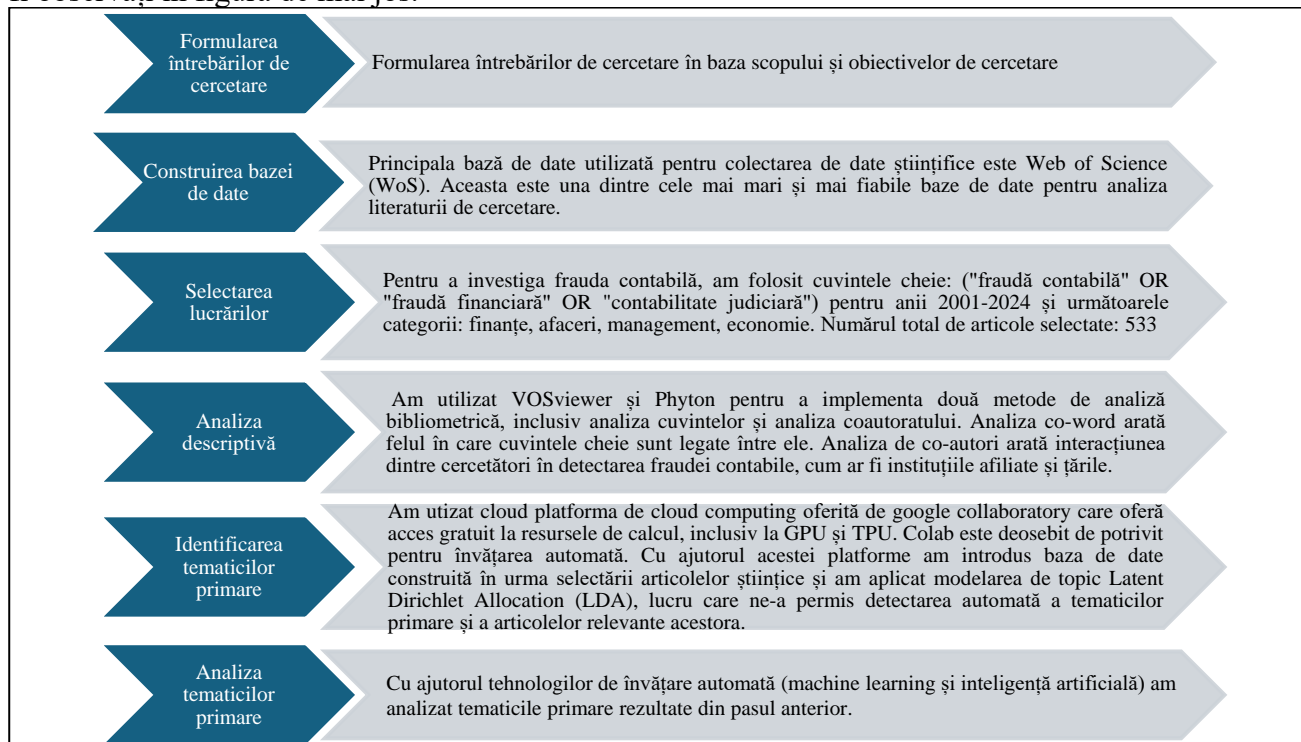 Formularea
întrebărilor de
cercetare
Formularea întrebărilor de cercetare în baza scopului și obiectivelor de cercetare
Construirea bazei
de date
Principala bază de date utilizată pentru colectarea de date științifice este Web of Science
(WoS). Aceasta este una dintre cele mai mari și mai fiabile baze de date pentru analiza
literaturii de cercetare.
Selectarea
lucrărilor
Pentru a investiga frauda contabilă, am folosit cuvintele cheie: ("fraudă contabilă" OR
"fraudă financiară" OR "contabilitate judiciară") pentru anii 2001-2024 și următoarele
categorii: finanțe, afaceri, management, economie. Numărul total de articole selectate: 533
Analiza
descriptivă
Am utilizat VOSviewer și Phyton pentru a implementa două metode de analiză
bibliometrică, inclusiv analiza cuvintelor și analiza coautoratului. Analiza co-word arată
felul în care cuvintele cheie sunt legate între ele. Analiza de co-autori arată interacțiunea
dintre cercetători în detectarea fraudei contabile, cum ar fi instituțiile afiliate și țările.
Identificarea
tematicilor
primare
Am utizat cloud platforma de cloud computing oferită de google collaboratory care oferă
acces gratuit la resursele de calcul, inclusiv la GPU și TPU. Colab este deosebit de potrivit
pentru învățarea automată. Cu ajutorul acestei platforme am introdus baza de date
construită în urma selectării articolelor științice și am aplicat modelarea de topic Latent
Dirichlet Allocation (LDA), lucru care ne-a permis detectarea automată a tematicilor
primare și a articolelor relevante acestora.
Analiza
tematicilor
primare
Cu ajutorul tehnologiilor de învățare automată (machine learning și inteligență artificială) am
analizat tematicile primare rezultate din pasul anterior.